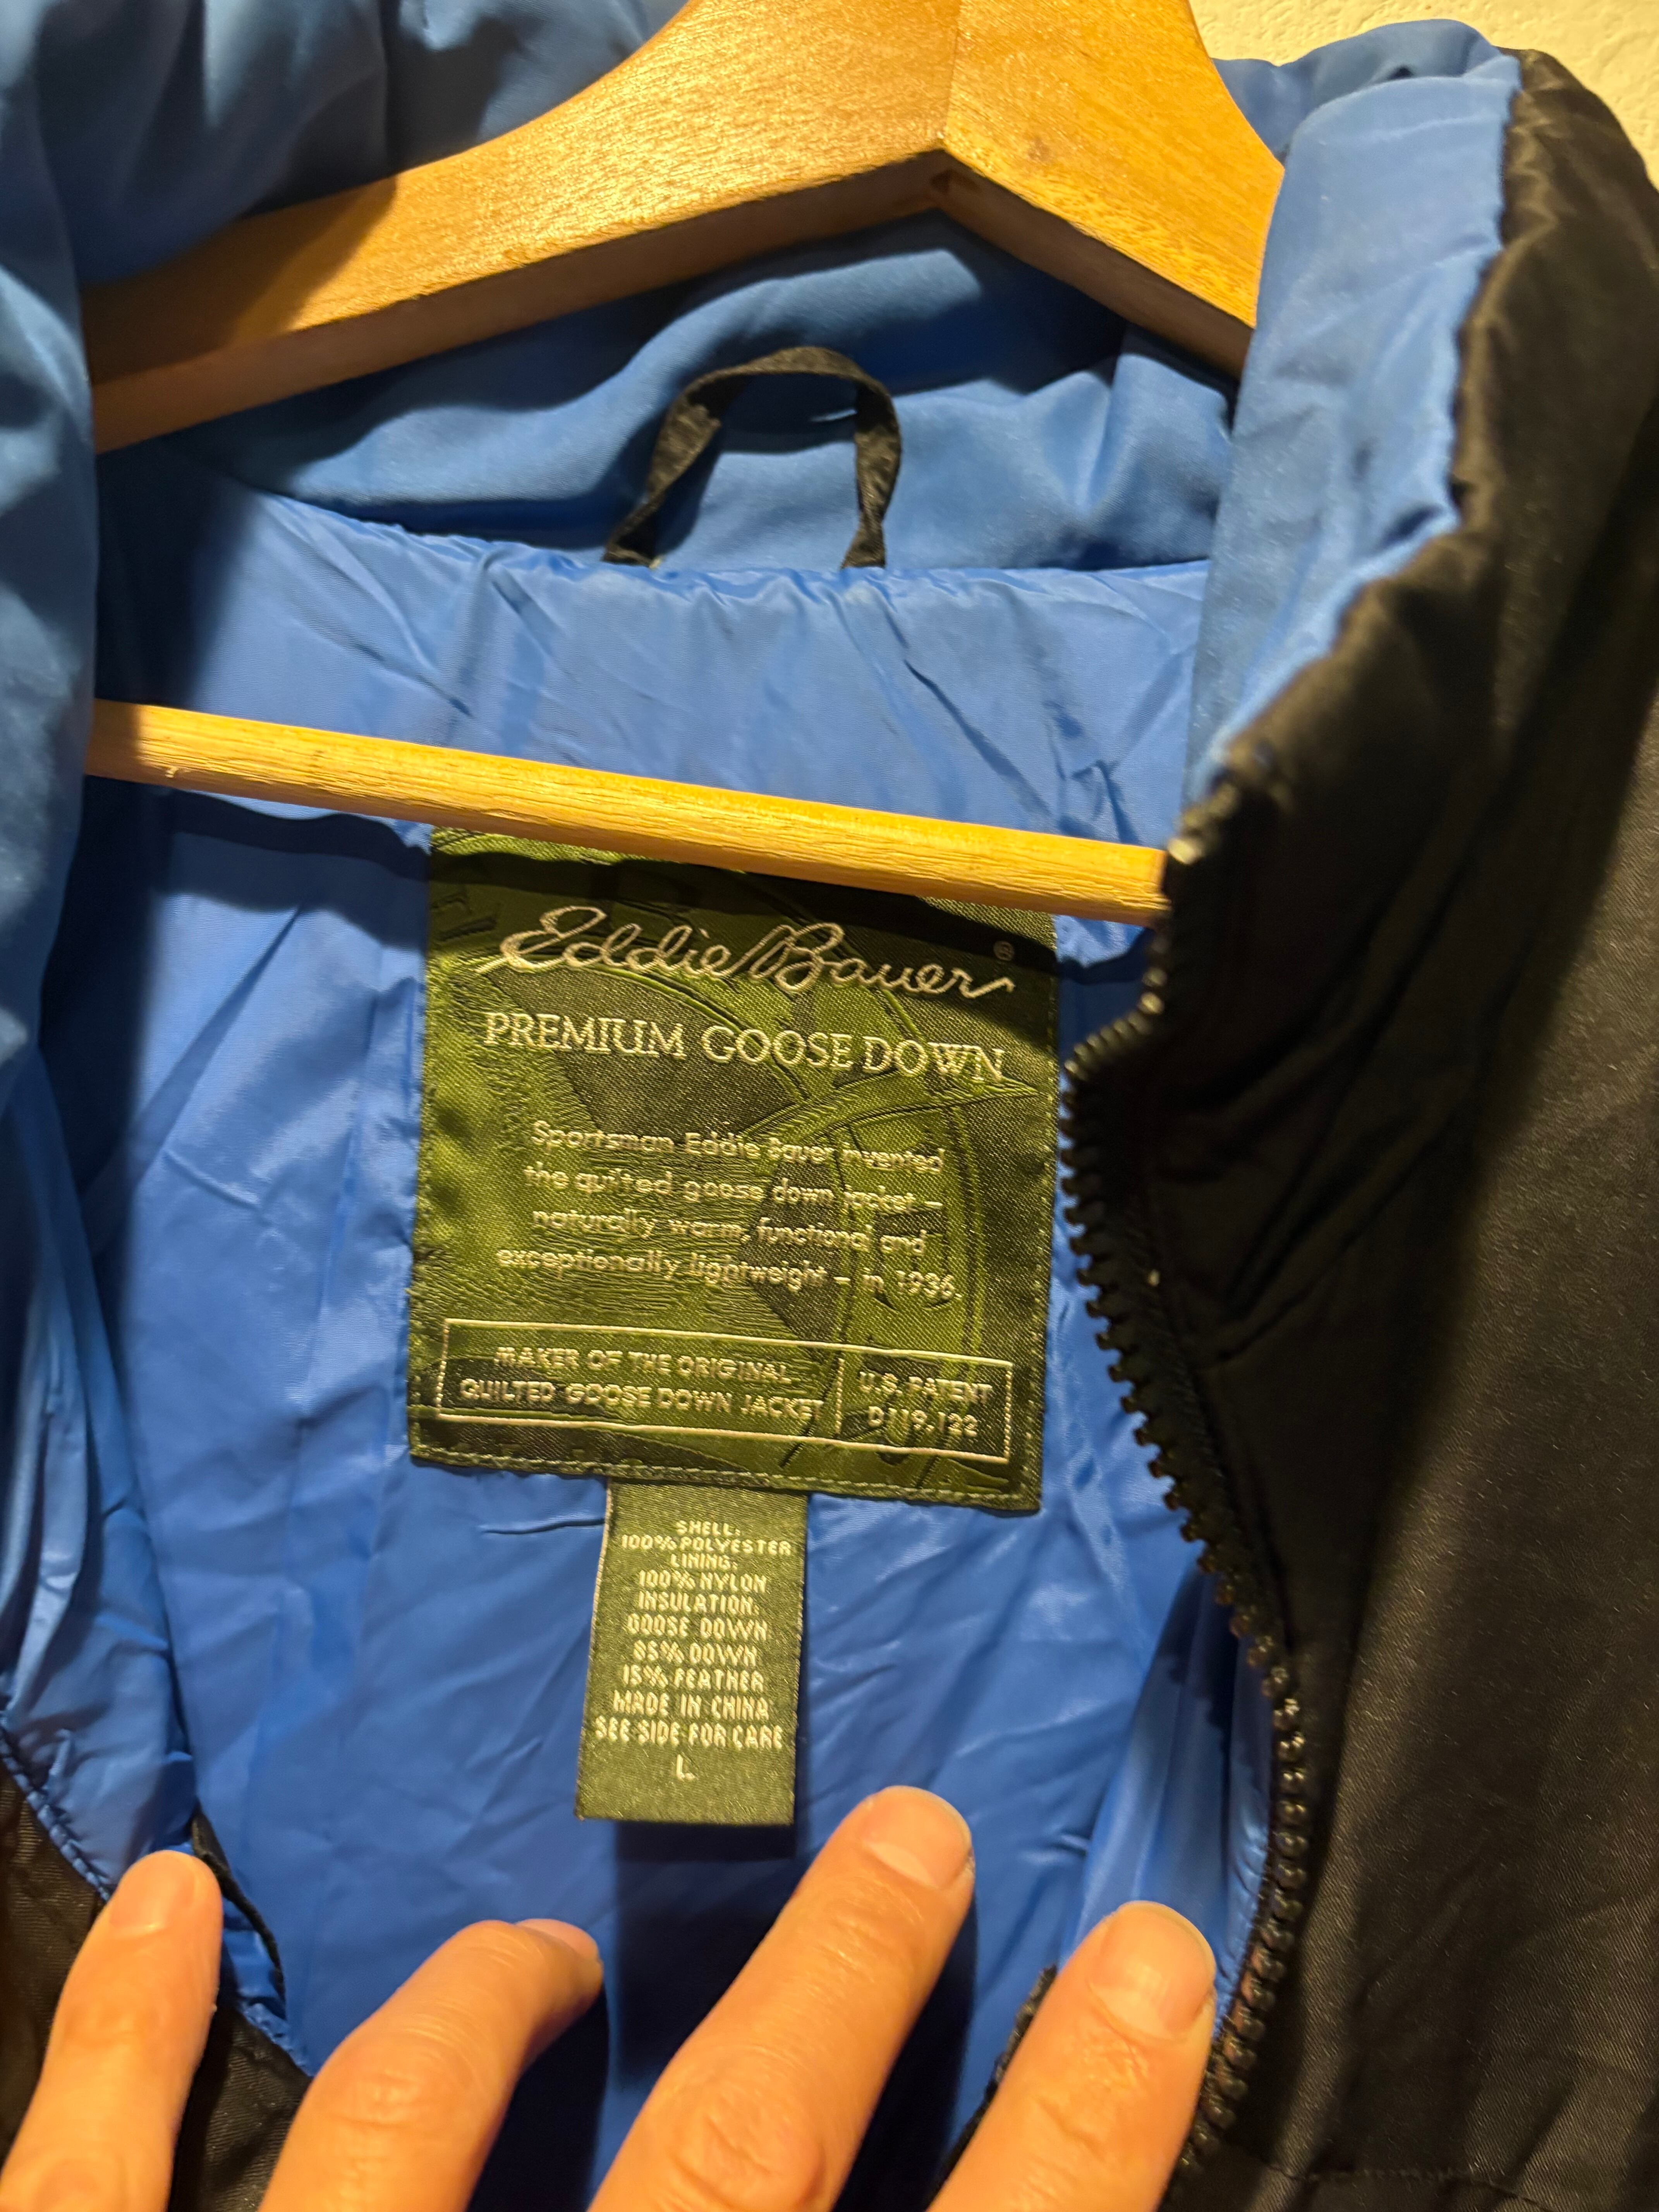 Eddie Bauer ®
PREMIUM GOOSE DOWN
Sportsman Eddie Bauer invented
the quilted goose down jacket –
naturally warm, functional and
exceptionally lightweight – in 1936.
MAKER OF THE ORIGINAL
QUILTED GOOSE DOWN JACKET
U.S. PATENT
D119,122
SHELL:
100% POLYESTER
LINING:
100% NYLON
INSULATION:
GOOSE DOWN
85% DOWN
15% FEATHER
MADE IN CHINA
SEE SIDE FOR CARE
L